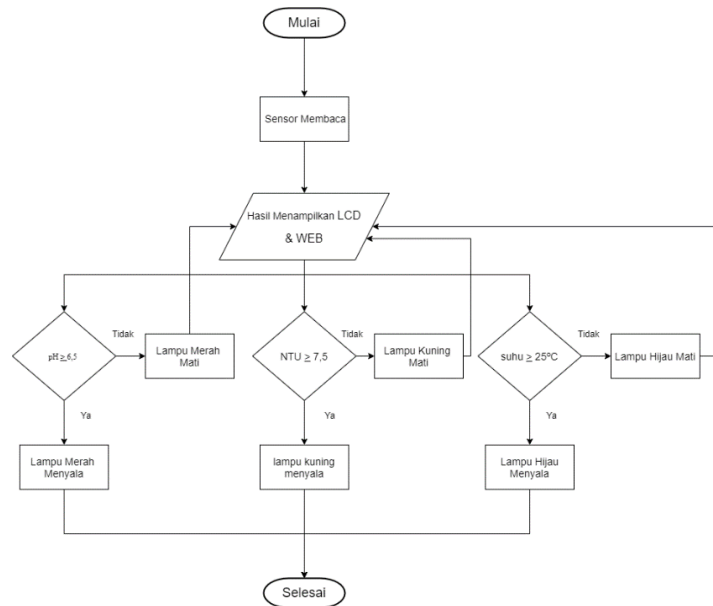 Mulai
Sensor Membaca
Hasil Menampilkan LCD
& WEB
pH ≥ 6,5
Tidak
Lampu Merah
Mati
NTU ≥ 7,5
Tidak
Lampu Kuning
Mati
suhu ≥ 25ºC
Tidak
Lampu Hijau Mati
Ya
Ya
Ya
Lampu Merah
Menyala
lampu kuning
menyala
Lampu Hijau
Menyala
Selesai